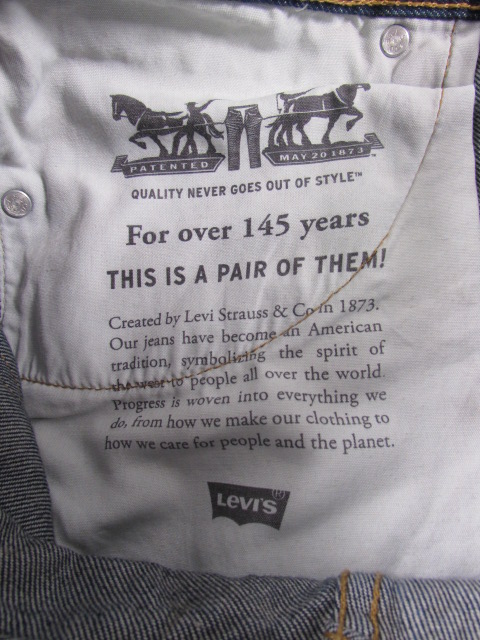 PATENTED MAY 20 1873™
QUALITY NEVER GOES OUT OF STYLE™
For over 145 years
THIS IS A PAIR OF THEM!
Created by Levi Strauss & Co in 1873.
Our jeans have become an American
tradition, symbolizing the spirit of
the west to people all over the world
Progress is woven into everything we
do, from how we make our clothing to
how we care for people and the planet.
LEVI'S®